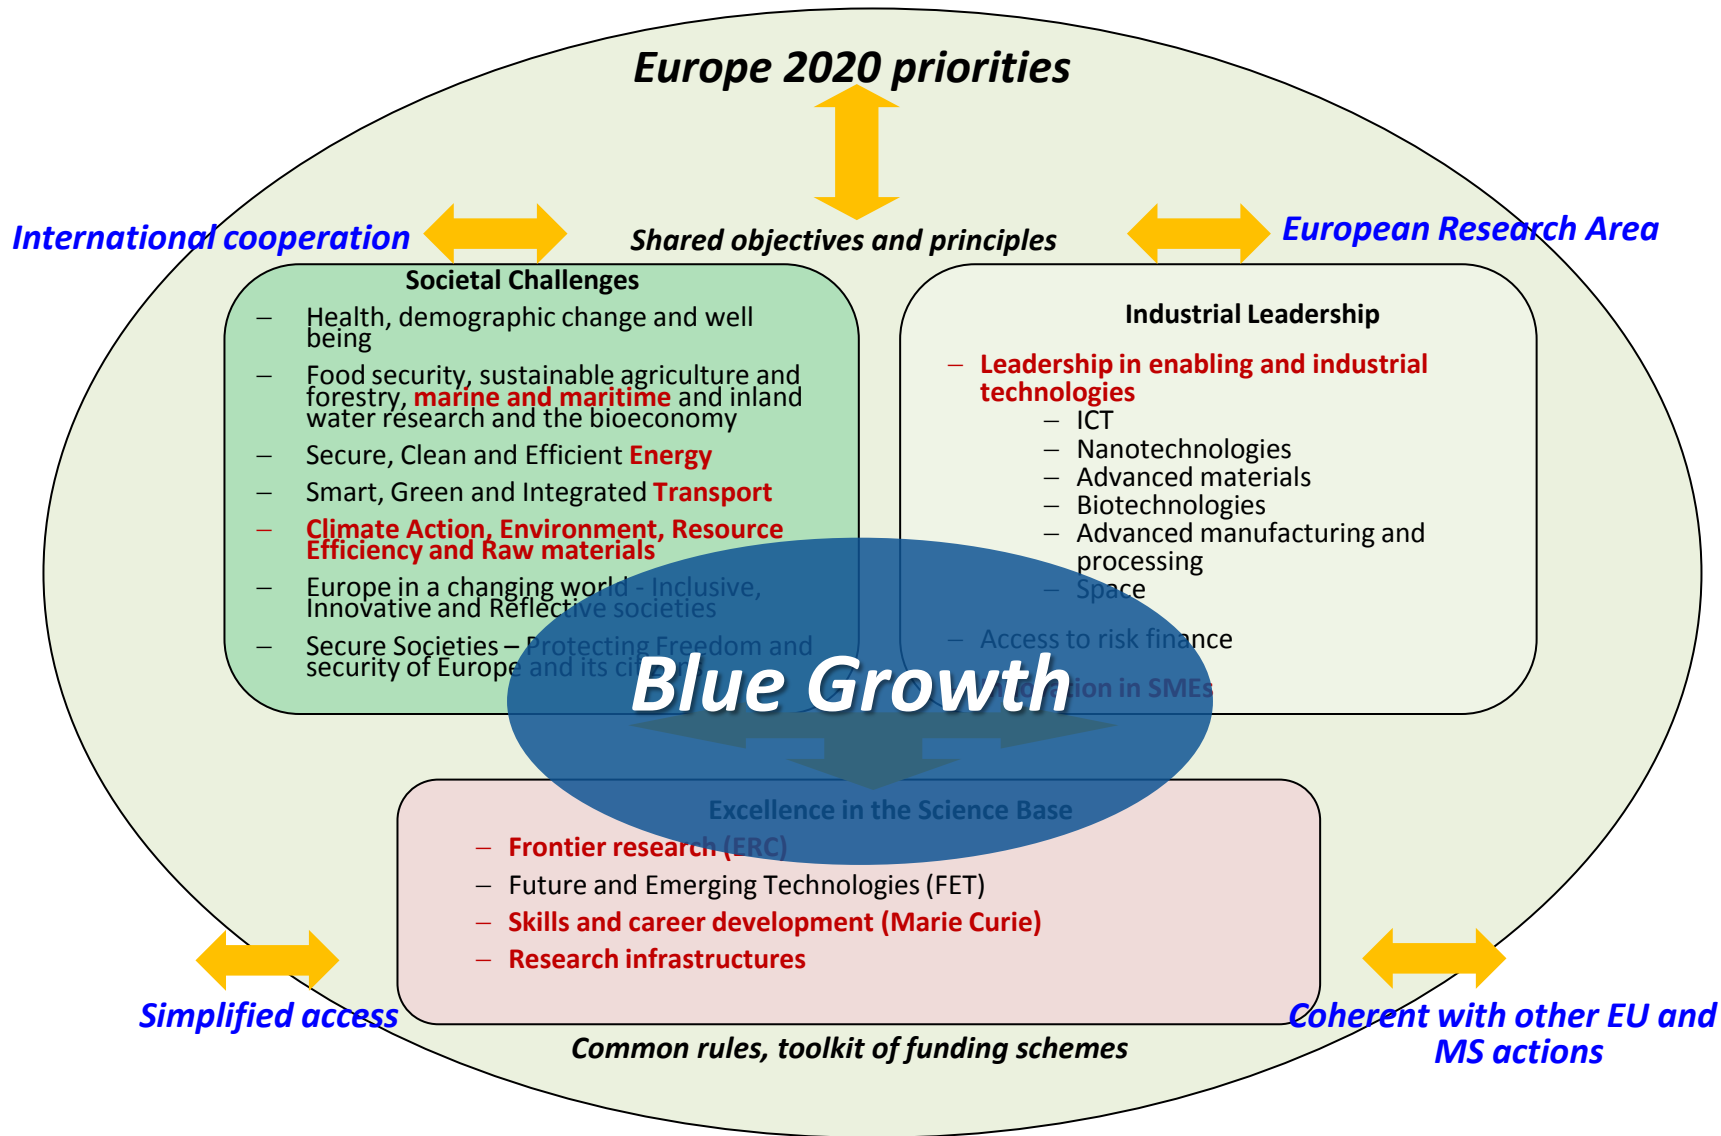 Europe 2020 priorities
International cooperation
Shared objectives and principles
European Research Area
Societal Challenges
– Health, demographic change and well
being
– Food security, sustainable agriculture and
forestry, marine and maritime and inland
water research and the bioeconomy
– Secure, Clean and Efficient Energy
– Smart, Green and Integrated Transport
– Climate Action, Environment, Resource
Efficiency and Raw materials
– Europe in a changing world - Inclusive,
Innovative and Reflective societies
– Secure Societies – Protecting Freedom and
security of Europe and its citizens
Industrial Leadership
– Leadership in enabling and industrial
technologies
– ICT
– Nanotechnologies
– Advanced materials
– Biotechnologies
– Advanced manufacturing and
processing
– Space
– Access to risk finance
Innovation in SMEs
Blue Growth
Excellence in the Science Base
– Frontier research (ERC)
– Future and Emerging Technologies (FET)
– Skills and career development (Marie Curie)
– Research infrastructures
Simplified access
Common rules, toolkit of funding schemes
Coherent with other EU and
MS actions